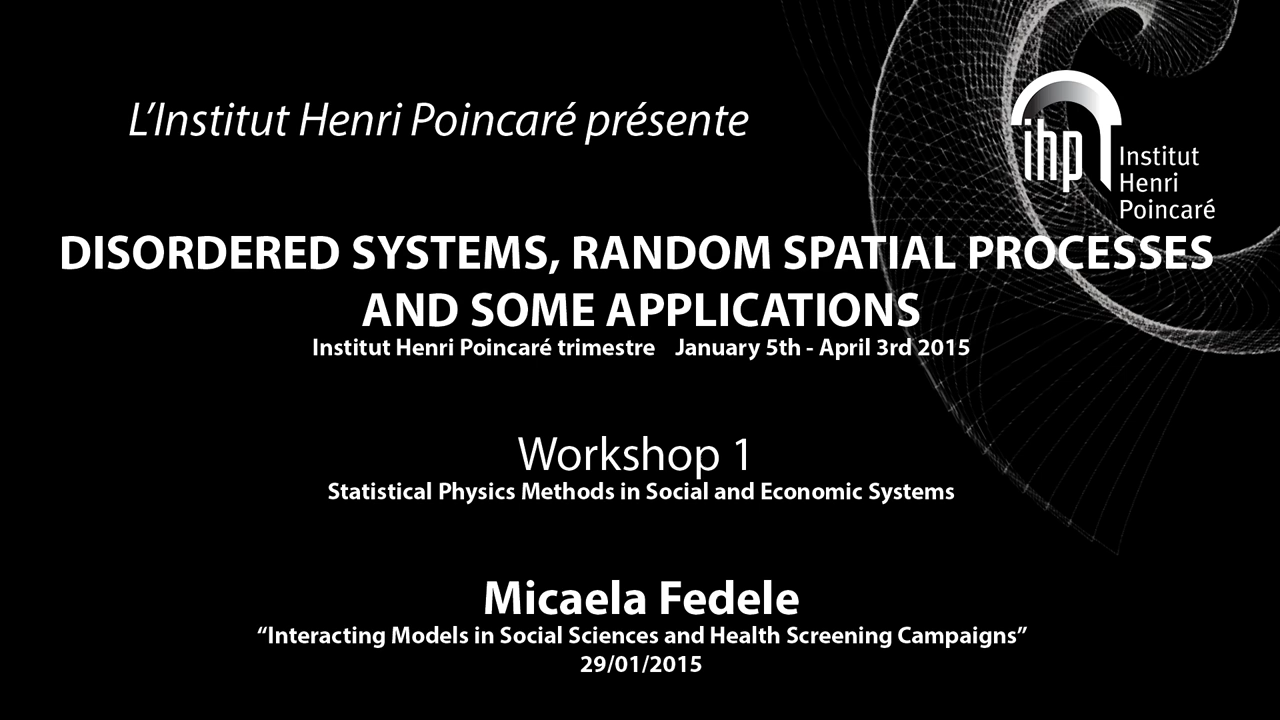 L’Institut Henri Poincaré présente
ihp
Institut
Henri
Poincaré
DISORDERED SYSTEMS, RANDOM SPATIAL PROCESSES
AND SOME APPLICATIONS
Institut Henri Poincaré trimestre January 5th - April 3rd 2015
Workshop 1
Statistical Physics Methods in Social and Economic Systems
Micaela Fedele
“Interacting Models in Social Sciences and Health Screening Campaigns”
29/01/2015